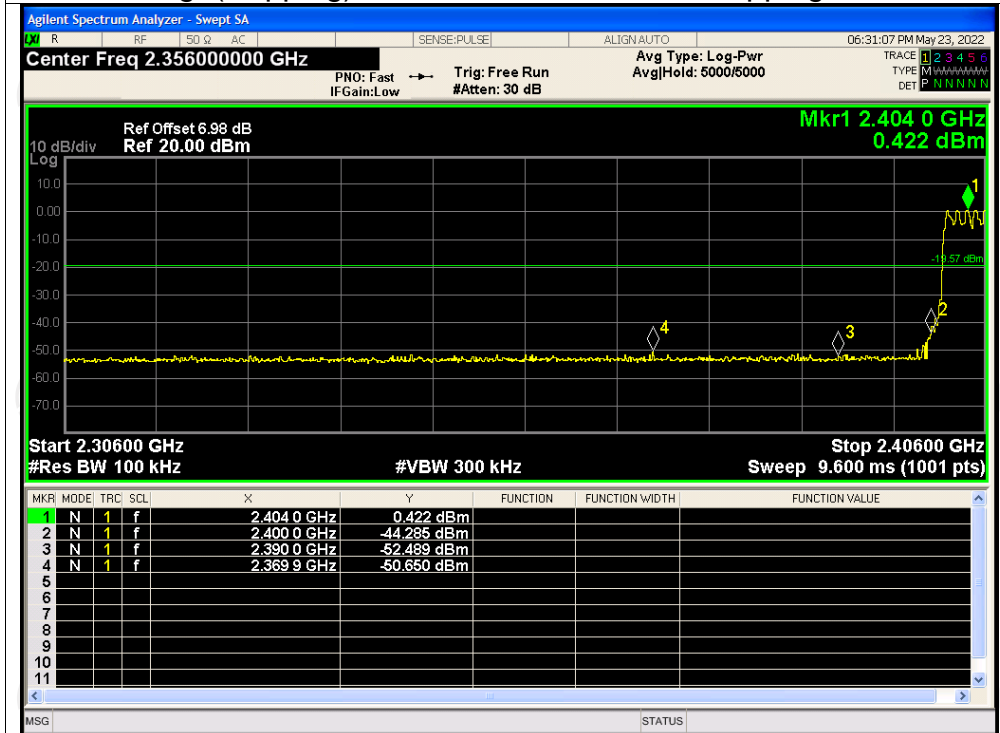 Agilent Spectrum Analyzer - Swept SA
LXI R RF 50 Ω AC SENSE:PULSE ALIGN AUTO 06:31:07 PM May 23, 2022
Center Freq 2.356000000 GHz Avg Type: Log-Pwr TRACE 1 2 3 4 5 6
PNO: Fast Trig: Free Run Avg|Hold: 5000/5000 TYPE M
IFGain:Low #Atten: 30 dB DET P N N N N N
Mkr1 2.404 0 GHz
Ref Offset 6.98 dB
10 dB/div Ref 20.00 dBm 0.422 dBm
Log
10.0
1
0.00
-10.0
-20.0 -19.57 dBm
-30.0
-40.0
4 3 2
-50.0
-60.0
-70.0
Start 2.30600 GHz Stop 2.40600 GHz
#Res BW 100 kHz #VBW 300 kHz Sweep 9.600 ms (1001 pts)
MKR MODE TRC SCL X Y FUNCTION FUNCTION WIDTH FUNCTION VALUE
1 N 1 f 2.404 0 GHz 0.422 dBm
2 N 1 f 2.400 0 GHz -44.285 dBm
3 N 1 f 2.390 0 GHz -52.489 dBm
4 N 1 f 2.369 9 GHz -50.650 dBm
5
6
7
8
9
10
11
MSG STATUS